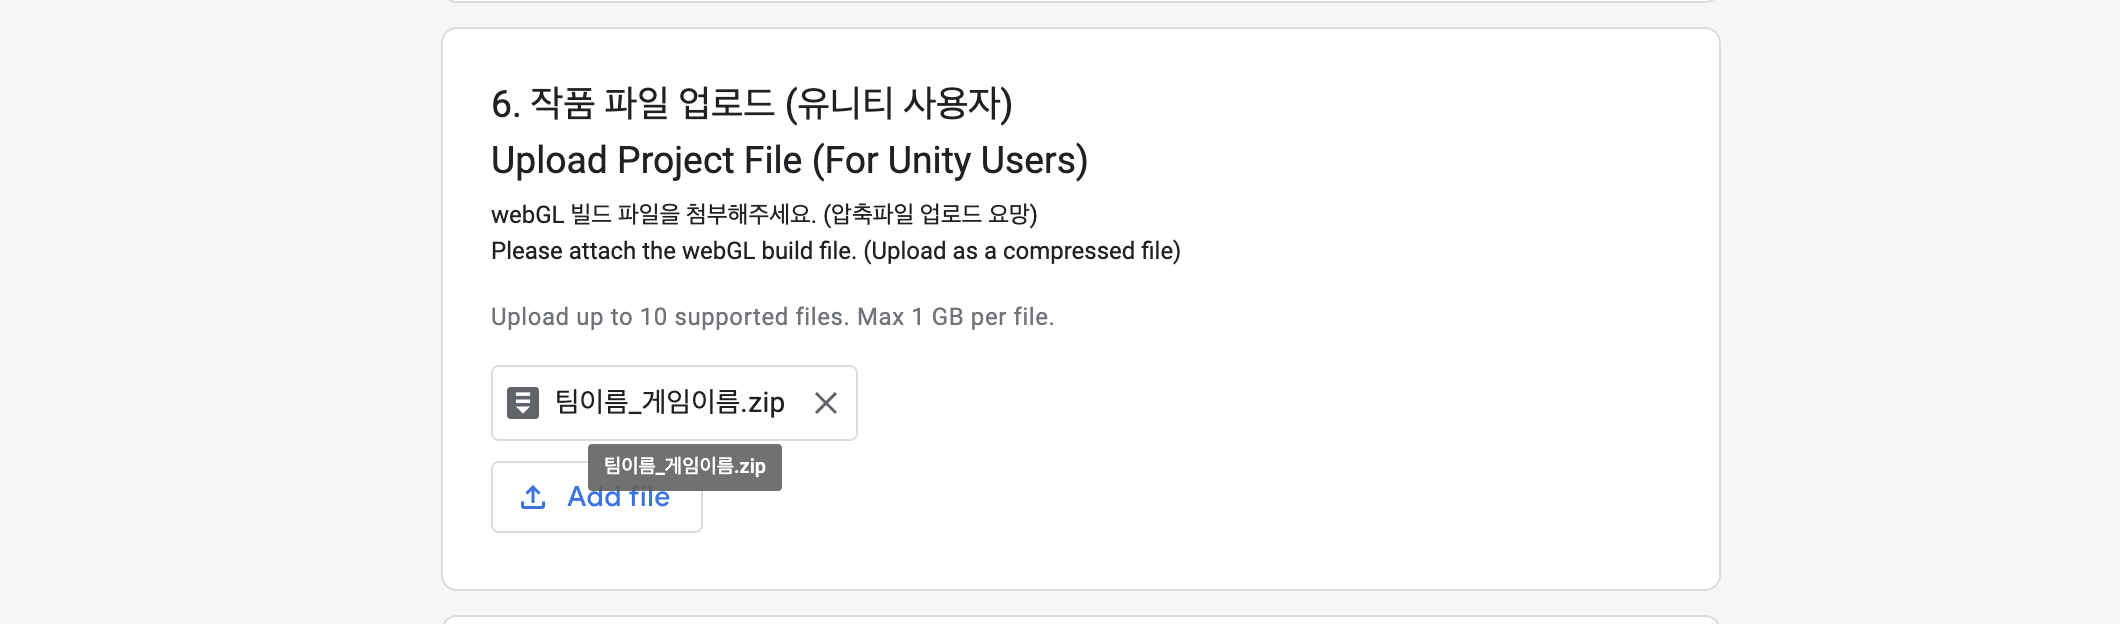 6. 작품 파일 업로드 (유니티 사용자)
Upload Project File (For Unity Users)
webGL 빌드 파일을 첨부해주세요. (압축파일 업로드 요망)
Please attach the webGL build file. (Upload as a compressed file)
Upload up to 10 supported files. Max 1 GB per file.
팀이름_게임이름.zip
팀이름_게임이름.zip
Add file